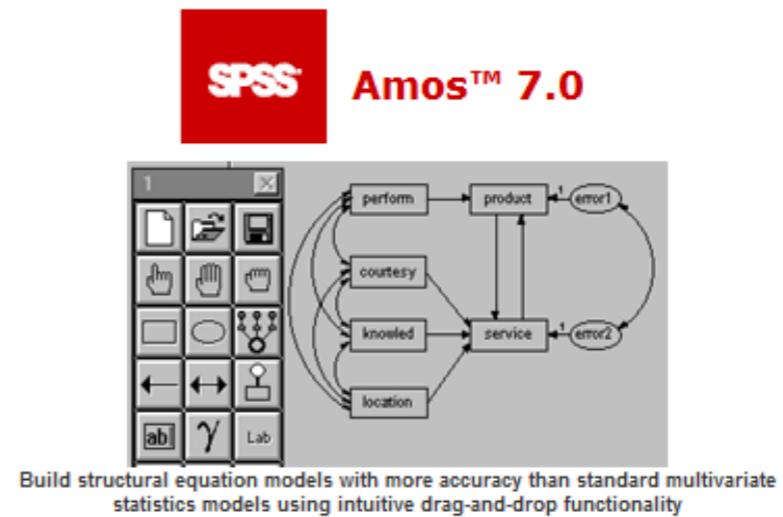 SPSS
Amos™ 7.0
1
perform
product
1
error1
courtesy
knowled
service
1
error2
location
ab
γ
Lab
Build structural equation models with more accuracy than standard multivariate
statistics models using intuitive drag-and-drop functionality